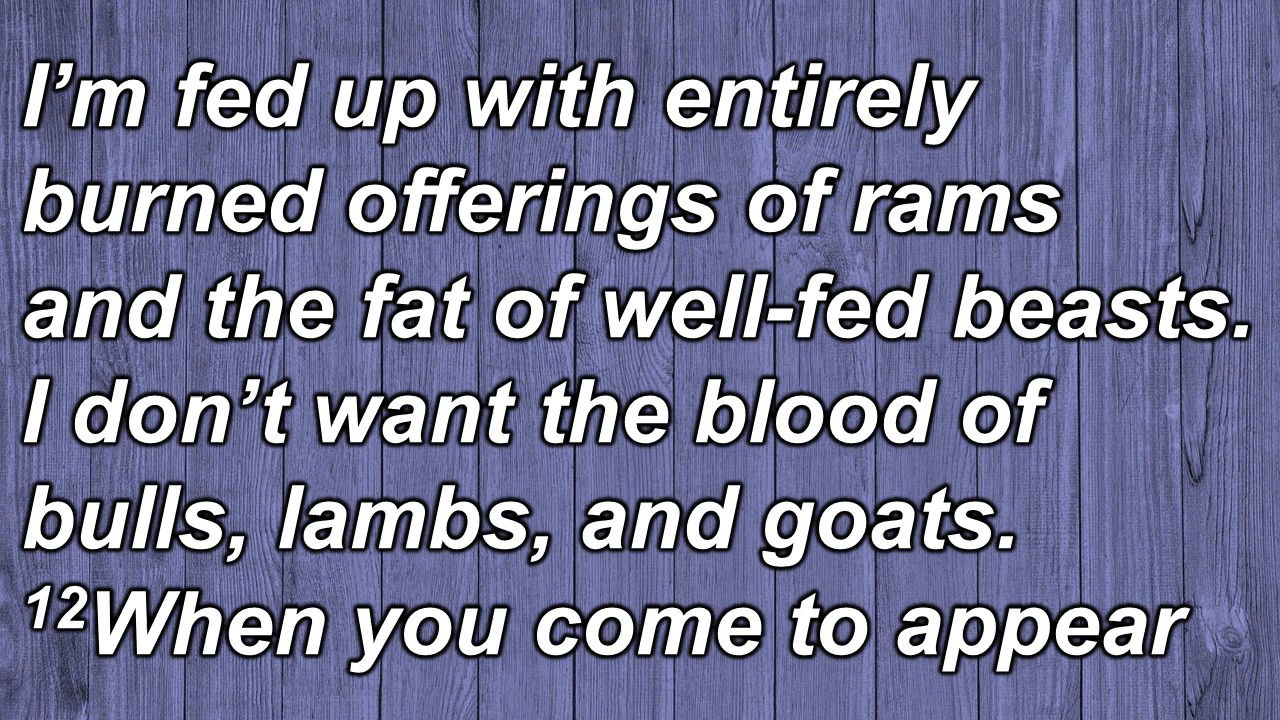 I’m fed up with entirely
burned offerings of rams
and the fat of well-fed beasts.
I don’t want the blood of
bulls, lambs, and goats.
¹²When you come to appear